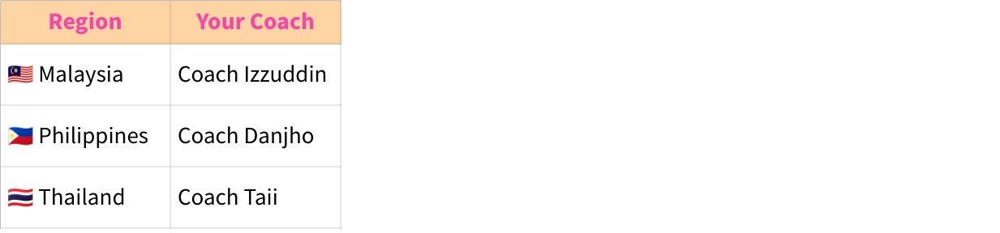 Region Your Coach
🇲🇾 Malaysia Coach Izzuddin
🇵🇭 Philippines Coach Danjho
🇹🇭 Thailand Coach Taii